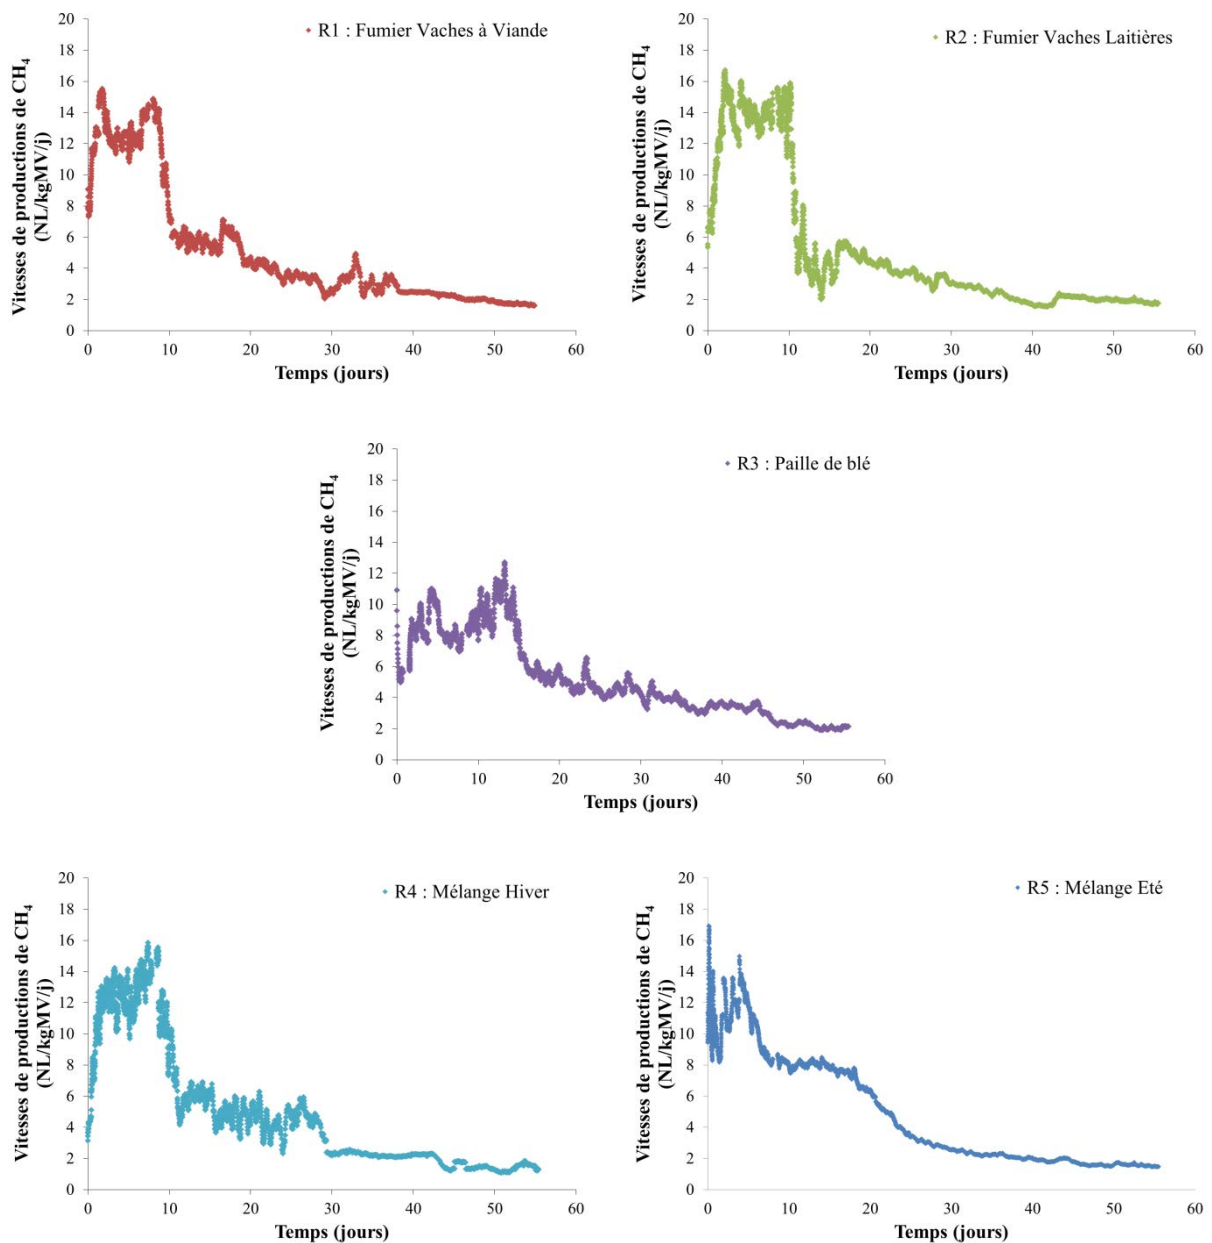 R1 : Fumier Vaches à Viande
Vitesses de productions de CH4
(NL/kgMV/j)
20
18
16
14
12
10
8
6
4
2
0
0 10 20 30 40 50 60
Temps (jours)
R2 : Fumier Vaches Laitières
Vitesses de productions de CH4
(NL/kgMV/j)
20
18
16
14
12
10
8
6
4
2
0
0 10 20 30 40 50 60
Temps (jours)
R3 : Paille de blé
Vitesses de productions de CH4
(NL/kgMV/j)
20
18
16
14
12
10
8
6
4
2
0
0 10 20 30 40 50 60
Temps (jours)
R4 : Mélange Hiver
Vitesses de productions de CH4
(NL/kgMV/j)
20
18
16
14
12
10
8
6
4
2
0
0 10 20 30 40 50 60
Temps (jours)
R5 : Mélange Eté
Vitesses de productions de CH4
(NL/kgMV/j)
20
18
16
14
12
10
8
6
4
2
0
0 10 20 30 40 50 60
Temps (jours)